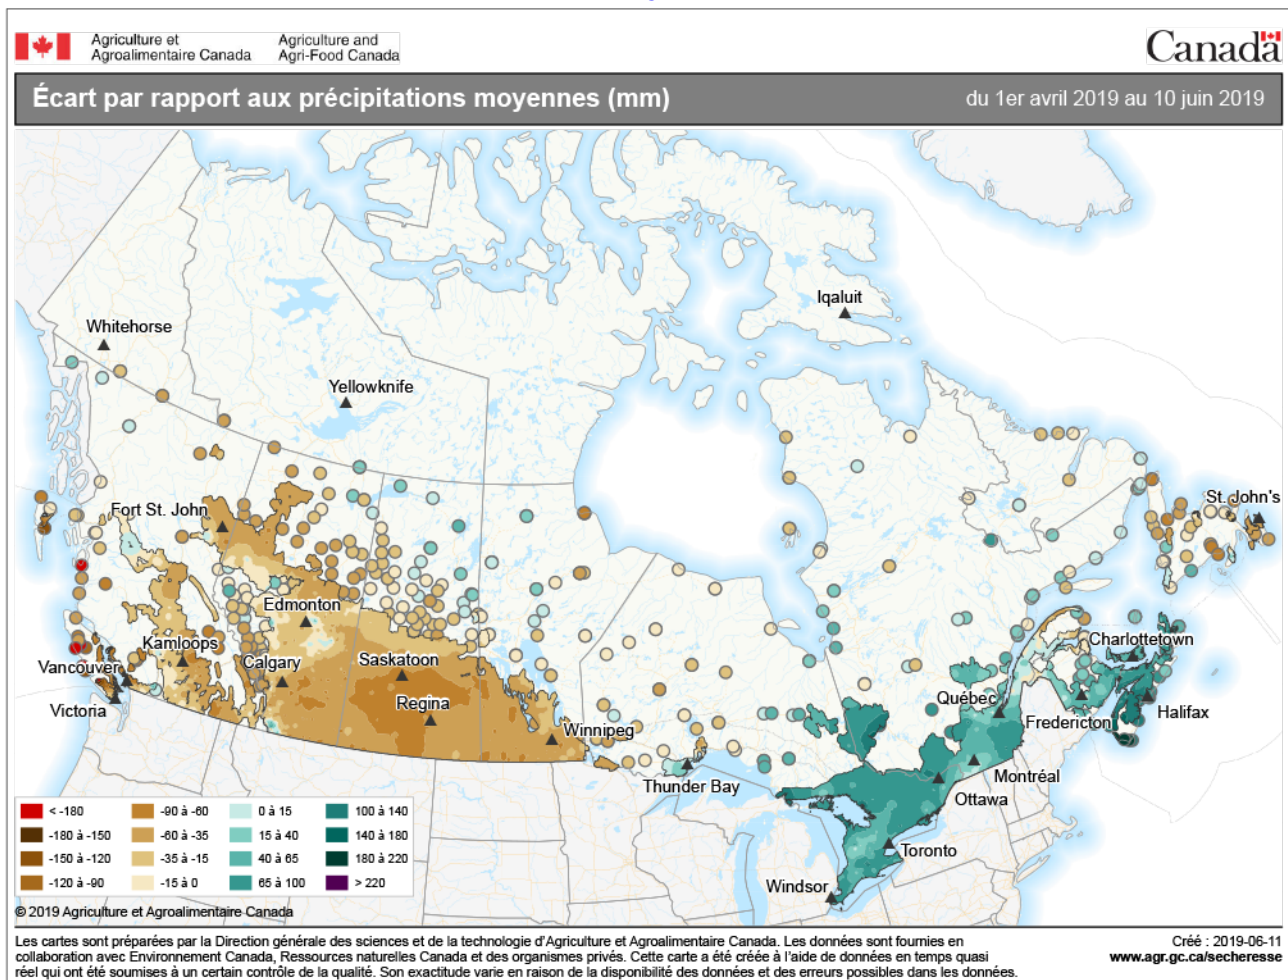 Agriculture et
Agroalimentaire Canada
Agriculture and
Agri-Food Canada
Canada
Écart par rapport aux précipitations moyennes (mm)
du 1er avril 2019 au 10 juin 2019
Iqaluit
Whitehorse
Yellowknife
St. John's
Fort St. John
Edmonton
Kamloops
Charlottetown
Vancouver
Calgary
Saskatoon
Québec
Regina
Victoria
Halifax
Fredericton
Winnipeg
Montréal
Thunder Bay
Ottawa
Toronto
Windsor
< -180
-180 à -150
-150 à -120
-120 à -90
-90 à -60
-60 à -35
-35 à -15
-15 à 0
0 à 15
15 à 40
40 à 65
65 à 100
100 à 140
140 à 180
180 à 220
> 220
© 2019 Agriculture et Agroalimentaire Canada
Les cartes sont préparées par la Direction générale des sciences et de la technologie d'Agriculture et Agroalimentaire Canada. Les données sont fournies en
collaboration avec Environnement Canada, Ressources naturelles Canada et des organismes privés. Cette carte a été créée à l'aide de données en temps quasi
réel qui ont été soumises à un certain contrôle de la qualité. Son exactitude varie en raison de la disponibilité des données et des erreurs possibles dans les données.
Créé : 2019-06-11
www.agr.gc.ca/secheresse